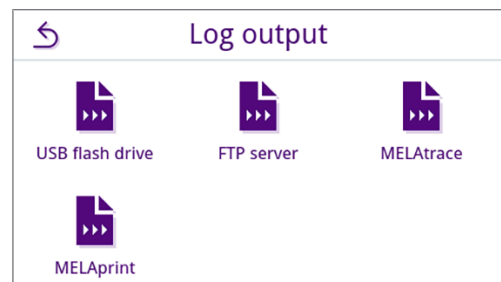 Log output
USB flash drive
FTP server
MELAtrace
MELAprint